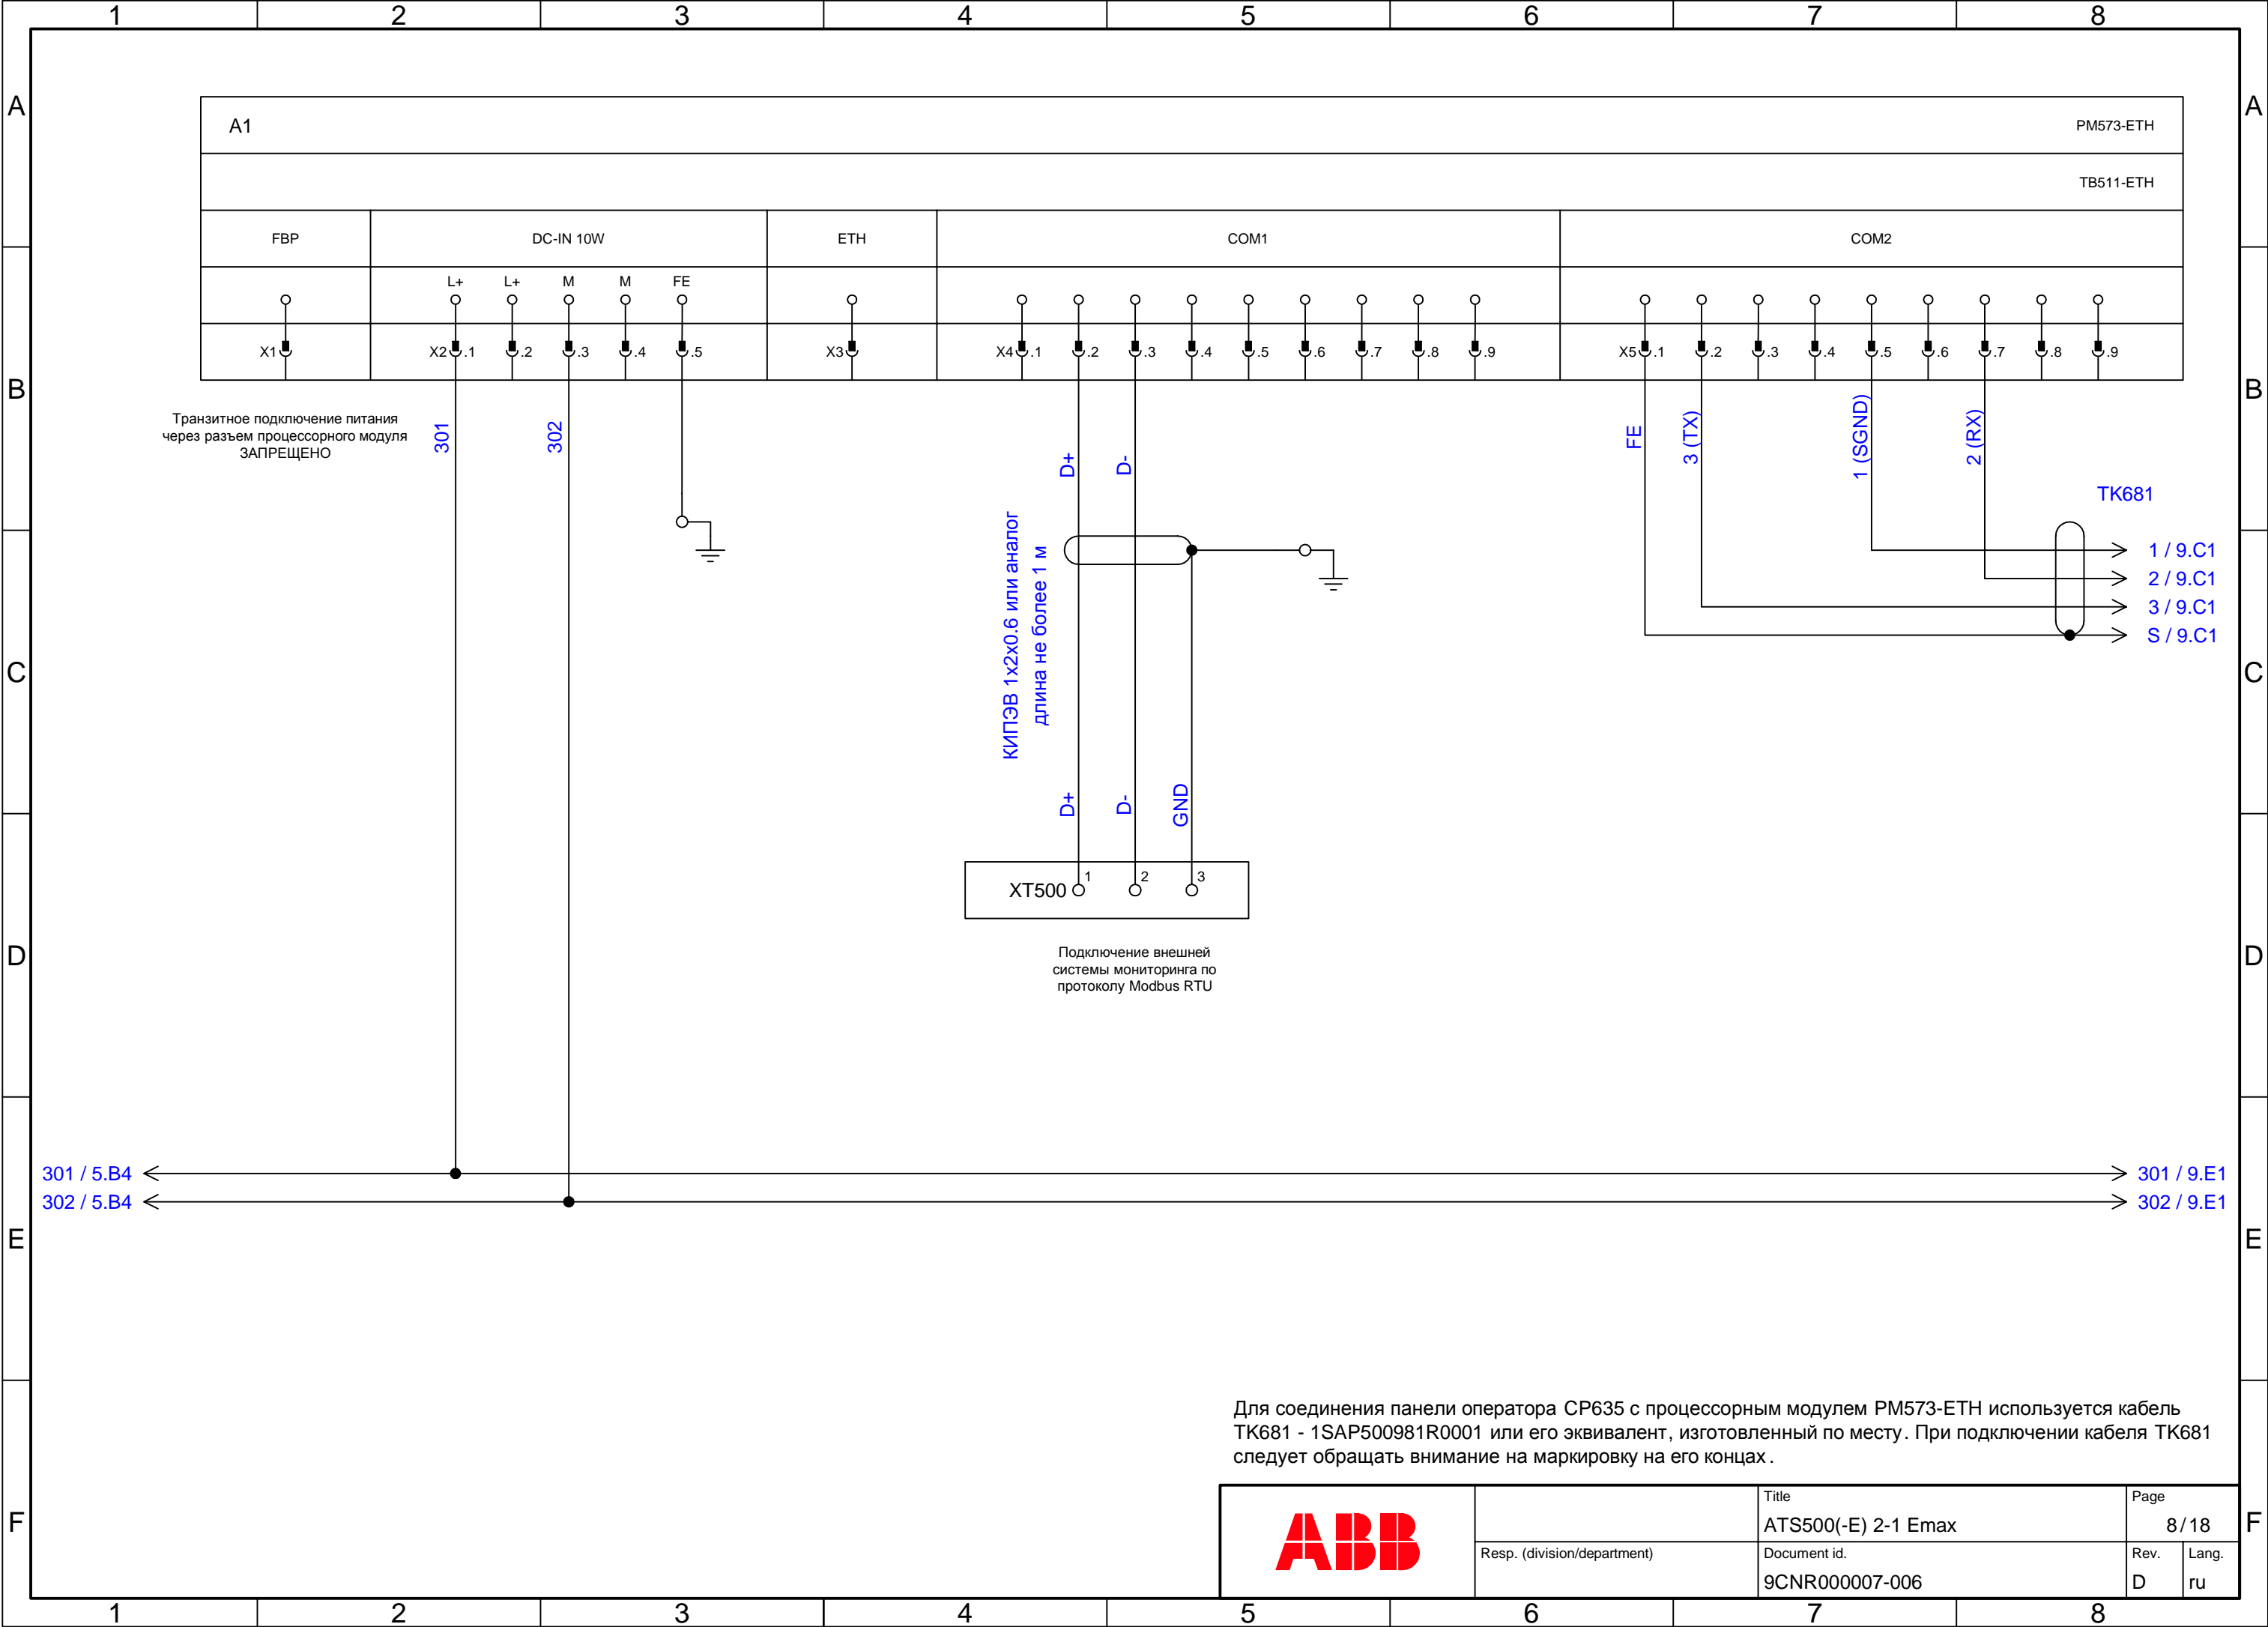 1 2 3 4 5 6 7 8
A A
A1 PM573-ETH
TB511-ETH
FBP DC-IN 10W ETH COM1 COM2
L+ L+ M M FE
X1 X2 .1 .2 .3 .4 .5 X3 X4 .1 .2 .3 .4 .5 .6 .7 .8 .9 X5 .1 .2 .3 .4 .5 .6 .7 .8 .9
B B
Транзитное подключение питания
через разъем процессорного модуля
ЗАПРЕЩЕНО
301
302
D+
D-
FE
3 (TX)
1 (SGND)
2 (RX)
TK681
1 / 9.C1
2 / 9.C1
3 / 9.C1
S / 9.C1
КИПЭВ 1x2x0.6 или аналог
длина не более 1 м
C C
D+
D-
GND
XT500 1 2 3
Подключение внешней
системы мониторинга по
протоколу Modbus RTU
D D
301 / 5.B4 301 / 9.E1
302 / 5.B4 302 / 9.E1
E E
Для соединения панели оператора CP635 с процессорным модулем PM573-ETH используется кабель
TK681 - 1SAP500981R0001 или его эквивалент, изготовленный по месту. При подключении кабеля TK681
следует обращать внимание на маркировку на его концах.
F F
ABB
Title
ATS500(-E) 2-1 Emax
Page
8/18
Resp. (division/department)
Document id.
9CNR000007-006
Rev.
D
Lang.
ru
1 2 3 4 5 6 7 8